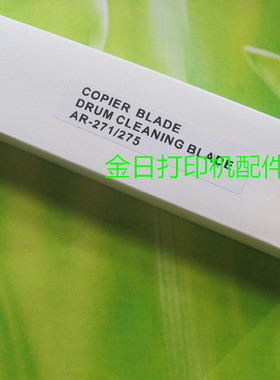 COPIER BLADE
DRUM CLEANING BLADE
AR-271/275
金日打印机配件